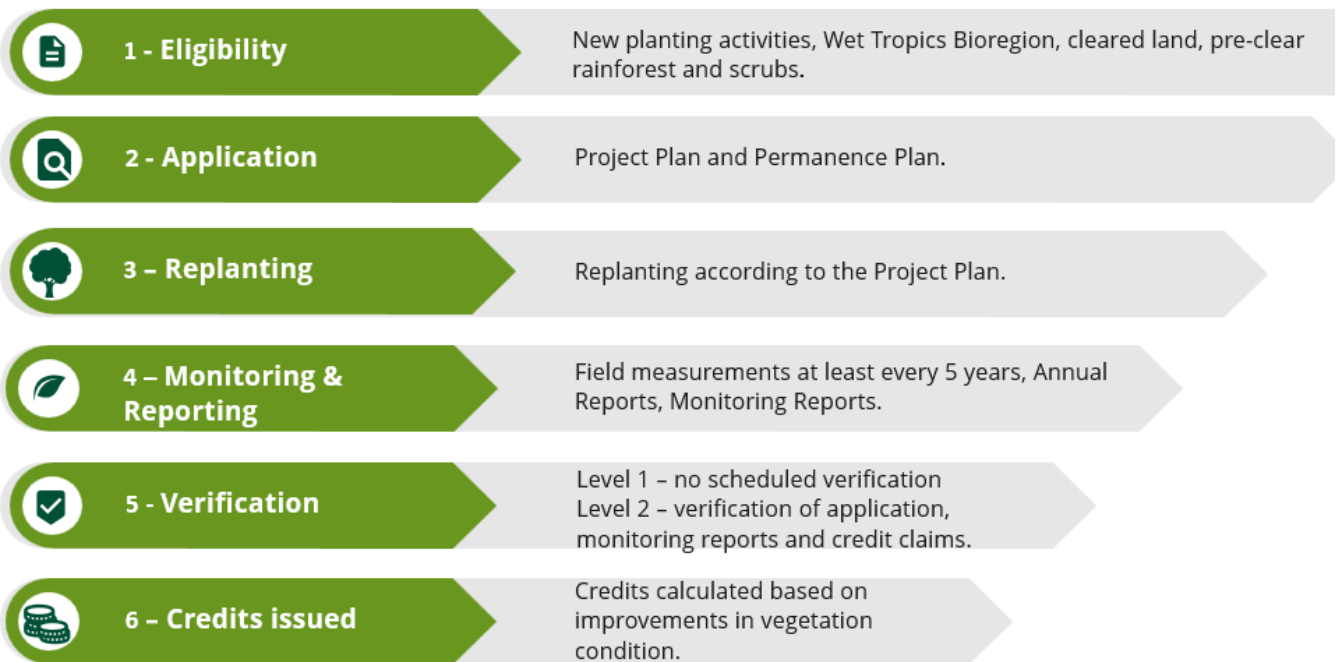 1 - Eligibility
New planting activities, Wet Tropics Bioregion, cleared land, pre-clear
rainforest and scrubs.
2 - Application
Project Plan and Permanence Plan.
3 – Replanting
Replanting according to the Project Plan.
4 – Monitoring &
Reporting
Field measurements at least every 5 years, Annual
Reports, Monitoring Reports.
5 - Verification
Level 1 – no scheduled verification
Level 2 – verification of application,
monitoring reports and credit claims.
6 – Credits issued
Credits calculated based on
improvements in vegetation
condition.